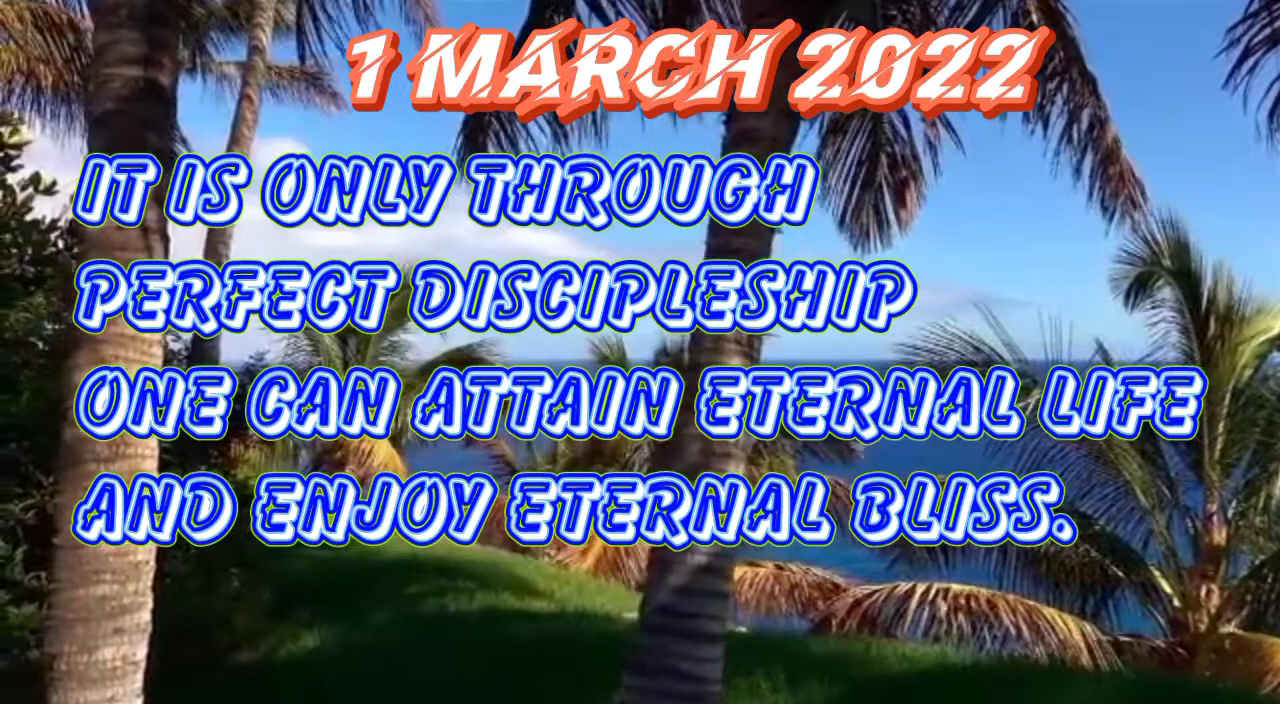 1 MARCH 2022
IT IS ONLY THROUGH
PERFECT DISCIPLESHIP
ONE CAN ATTAIN ETERNAL LIFE
AND ENJOY ETERNAL BLISS.